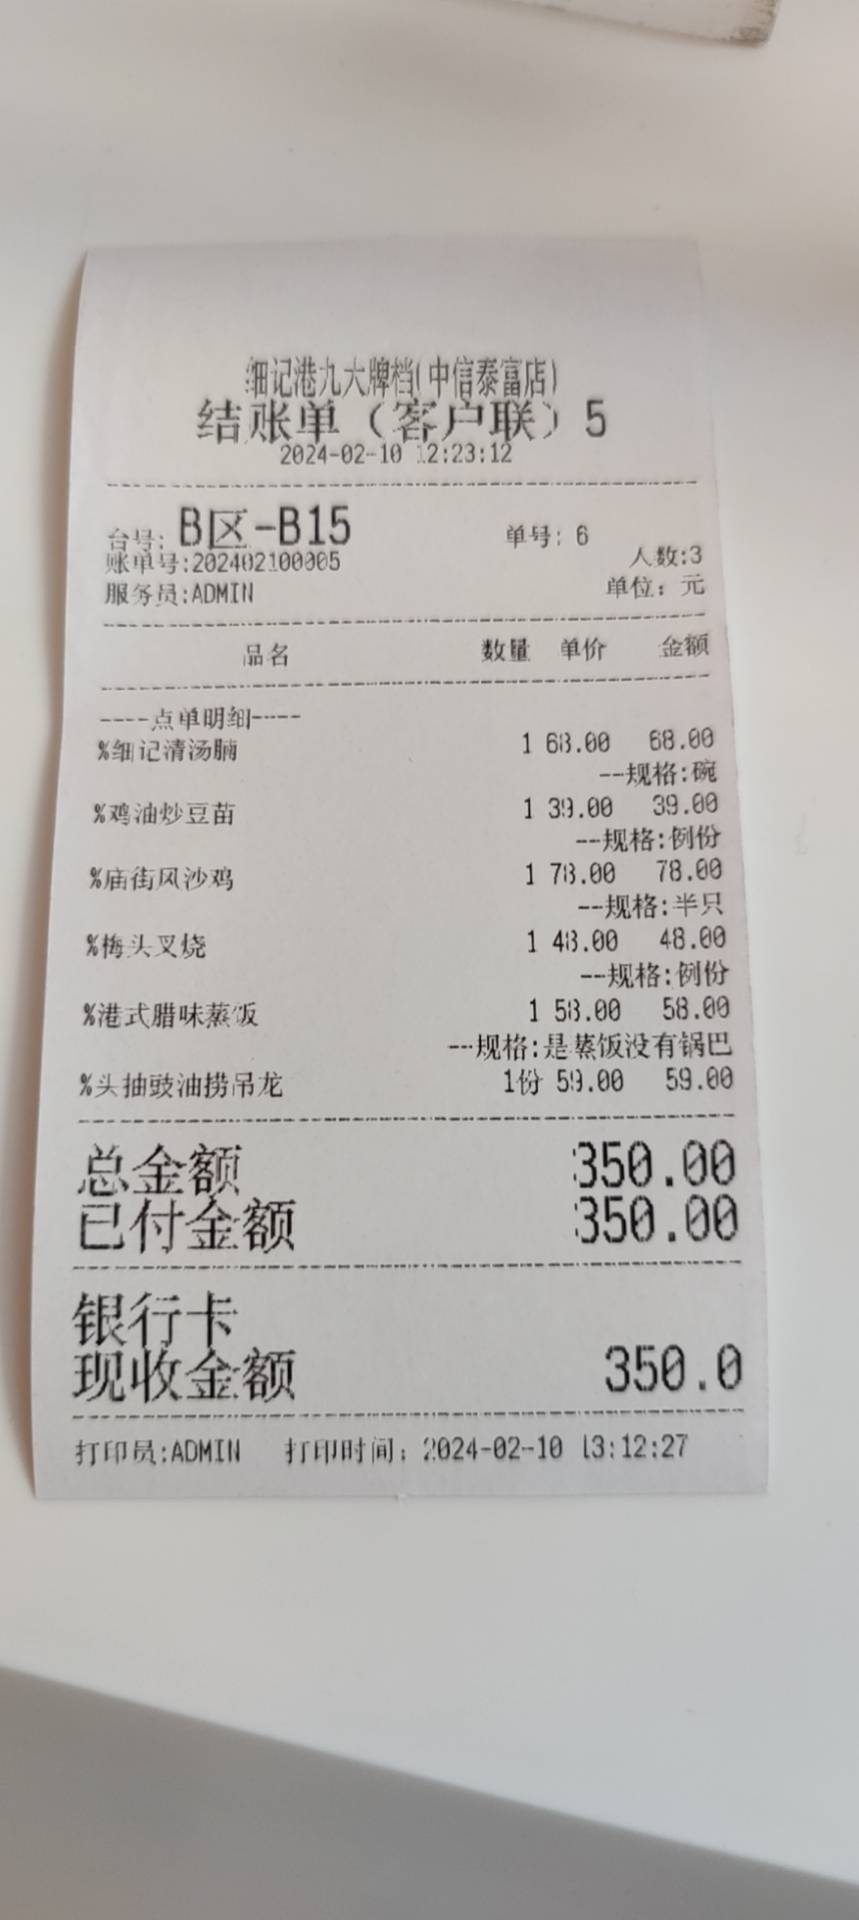 细记港九大牌档(中信泰富店)
结账单（客户联）5
2024-02-10 12:23:12
台号: B区-B15 单号: 6
账单号:202402100005 人数:3
服务员:ADMIN 单位: 元
品名 数量 单价 金额
----点单明细----
%细记清汤腩 1 68.00 68.00
--规格:碗
%鸡油炒豆苗 1 39.00 39.00
--规格:例份
%庙街风沙鸡 1 78.00 78.00
--规格:半只
%梅头叉烧 1 48.00 48.00
--规格:例份
%港式腊味蒸饭 1 58.00 58.00
--规格:是蒸饭没有锅巴
%头抽豉油捞吊龙 1份 59.00 59.00
总金额 350.00
已付金额 350.00
银行卡
现收金额 350.0
打印员:ADMIN 打印时间: 2024-02-10 13:12:27